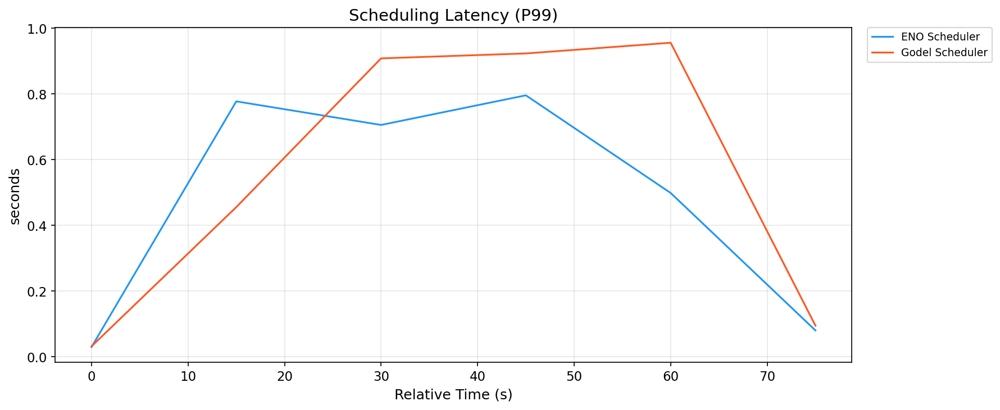 Scheduling Latency (P99)
1.0
0.8
0.6
0.4
0.2
0.0
seconds
0 10 20 30 40 50 60 70
Relative Time (s)
ENO Scheduler
Godel Scheduler